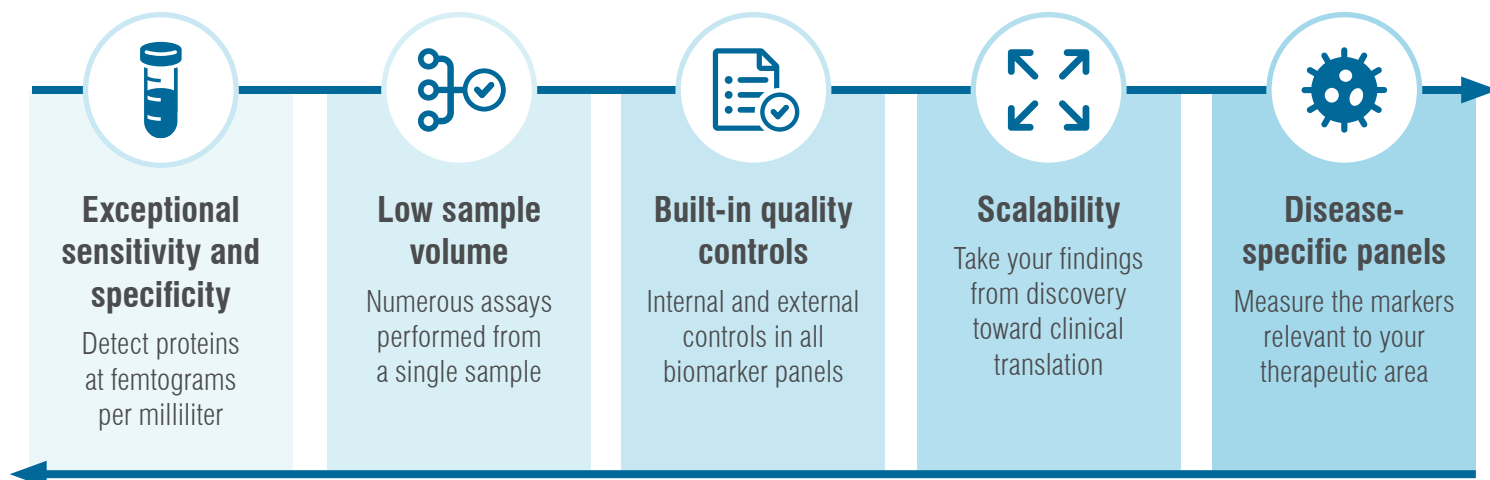 Exceptional
sensitivity and
specificity
Detect proteins
at femtograms
per milliliter
Low sample
volume
Numerous assays
performed from
a single sample
Built-in quality
controls
Internal and external
controls in all
biomarker panels
Scalability
Take your findings
from discovery
toward clinical
translation
Disease-
specific panels
Measure the markers
relevant to your
therapeutic area